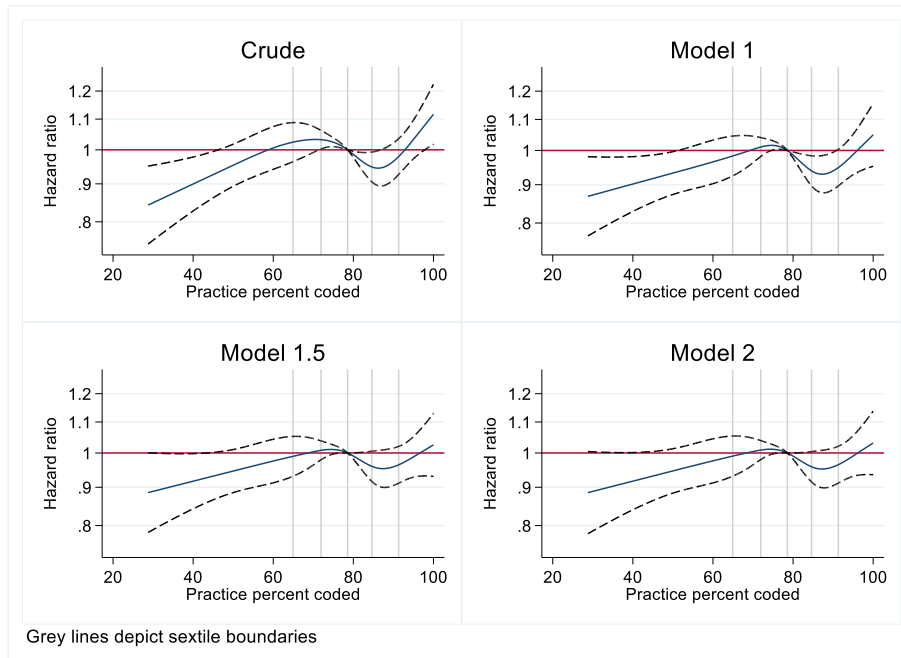 Crude
Hazard ratio
1.2
1.1
1
.9
.8
20 40 60 80 100
Practice percent coded
Model 1
Hazard ratio
1.2
1.1
1
.9
.8
20 40 60 80 100
Practice percent coded
Model 1.5
Hazard ratio
1.2
1.1
1
.9
.8
20 40 60 80 100
Practice percent coded
Model 2
Hazard ratio
1.2
1.1
1
.9
.8
20 40 60 80 100
Practice percent coded
Grey lines depict sextile boundaries